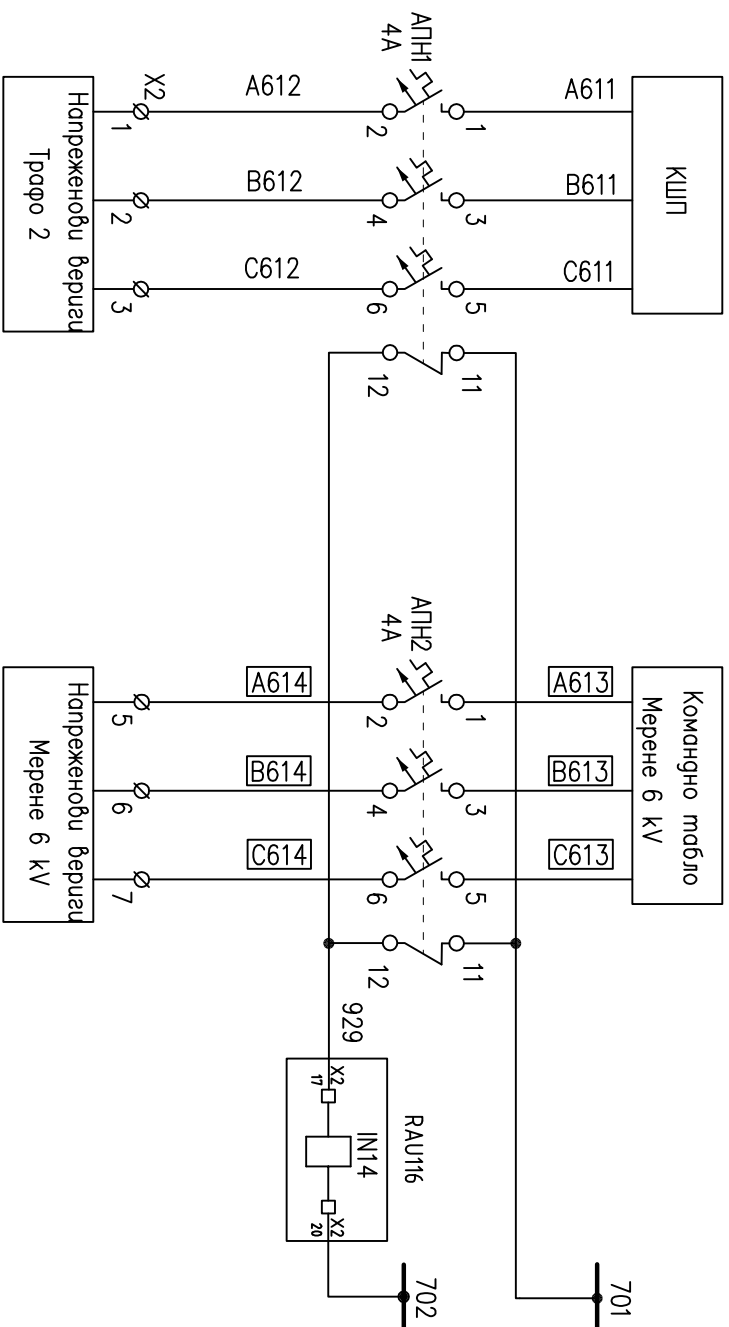 АПН1
4A
X2
A612
A611
1
2
1
B612
B611
2
4
3
C612
C611
3
6
5
12
11
КШП
Напреженови вериги
Трафо 2
АПН2
4A
A614
A613
5
2
1
B614
B613
6
4
3
C614
C613
7
6
5
12
11
Командно табло
Мерене 6 kV
Напреженови вериги
Мерене 6 kV
929
RAU116
X2
17
IN14
X2
20
702
701